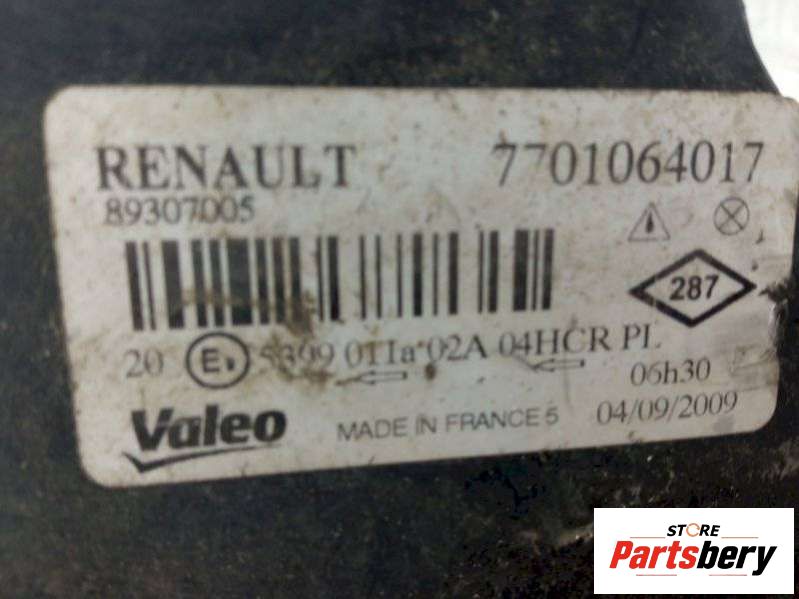 RENAULT 7701064017
89307005
287
20 E 5399 01Ia 02A 04HCR PL
06h30
Valeo MADE IN FRANCE 5 04/09/2009
STORE
Partsbery